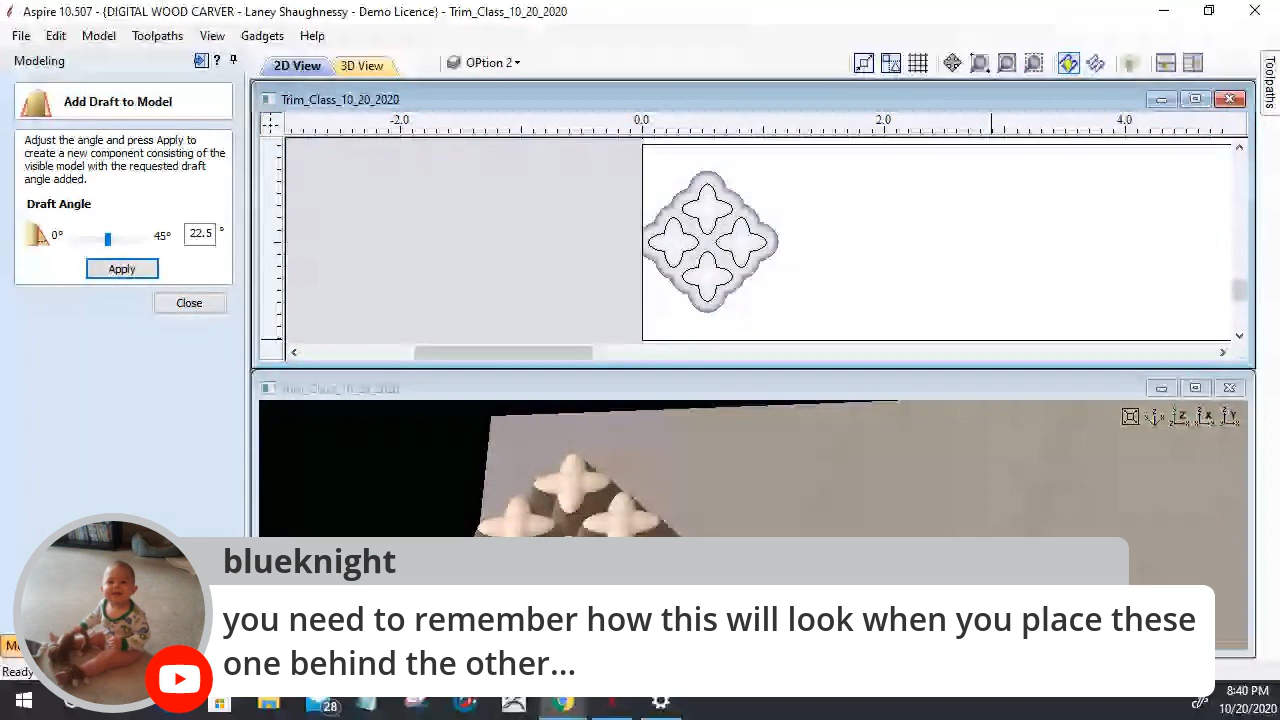 Aspire 10.507 - {DIGITAL WOOD CARVER - Laney Shaughnessy - Demo Licence} - Trim_Class_10_20_2020
File Edit Model Toolpaths View Gadgets Help
Modeling
2D View 3D View OPtion 2
Toolpaths
Add Draft to Model
Trim_Class_10_20_2020
-2.0 0.0 2.0 4.0
Adjust the angle and press Apply to
create a new component consisting of the
visible model with the requested draft
angle added.
Draft Angle
0° 45° 22.5 °
Apply
Close
Trim_Class_10_20_2020
blueknight
you need to remember how this will look when you place these
one behind the other...
Mo
Ready
28
8:40 PM
10/20/2020